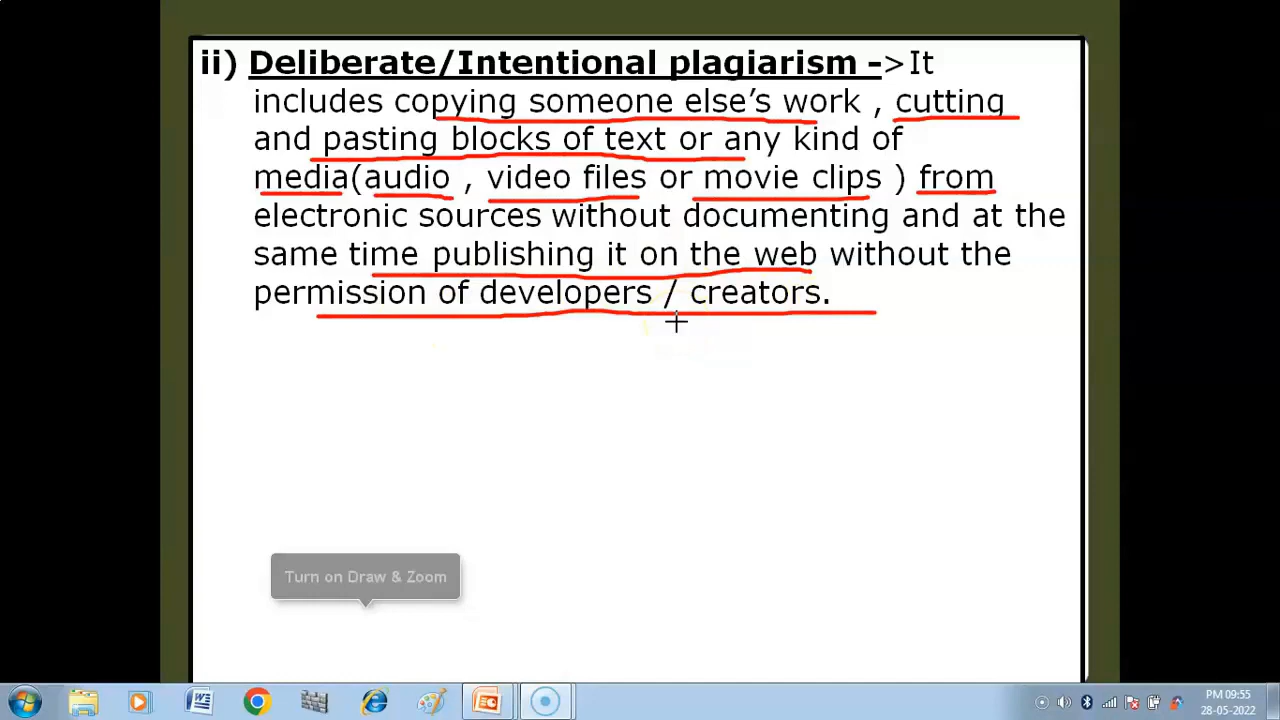 ii) Deliberate/Intentional plagiarism ->It
includes copying someone else’s work , cutting
and pasting blocks of text or any kind of
media(audio , video files or movie clips ) from
electronic sources without documenting and at the
same time publishing it on the web without the
permission of developers / creators.
Turn on Draw & Zoom
PM 09:55
28-05-2022